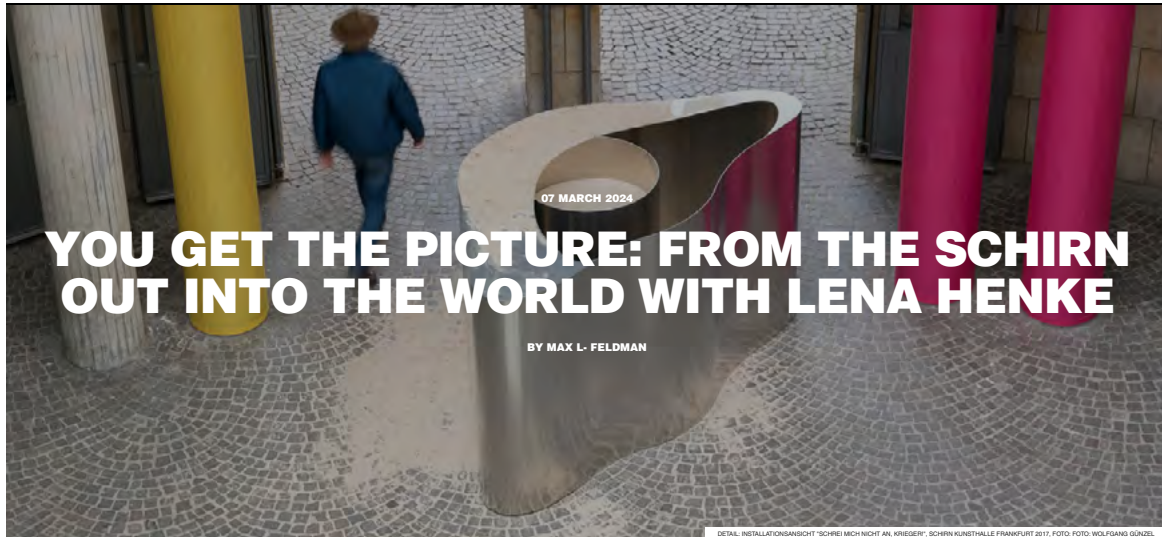 07 MARCH 2024
YOU GET THE PICTURE: FROM THE SCHIRN
OUT INTO THE WORLD WITH LENA HENKE
BY MAX L- FELDMAN
DETAIL: INSTALLATIONSANSICHT "SCHREI MICH NICHT AN, KRIEGER!", SCHIRN KUNSTHALLE FRANKFURT 2017, FOTO: FOTO: WOLFGANG GÜNZEL